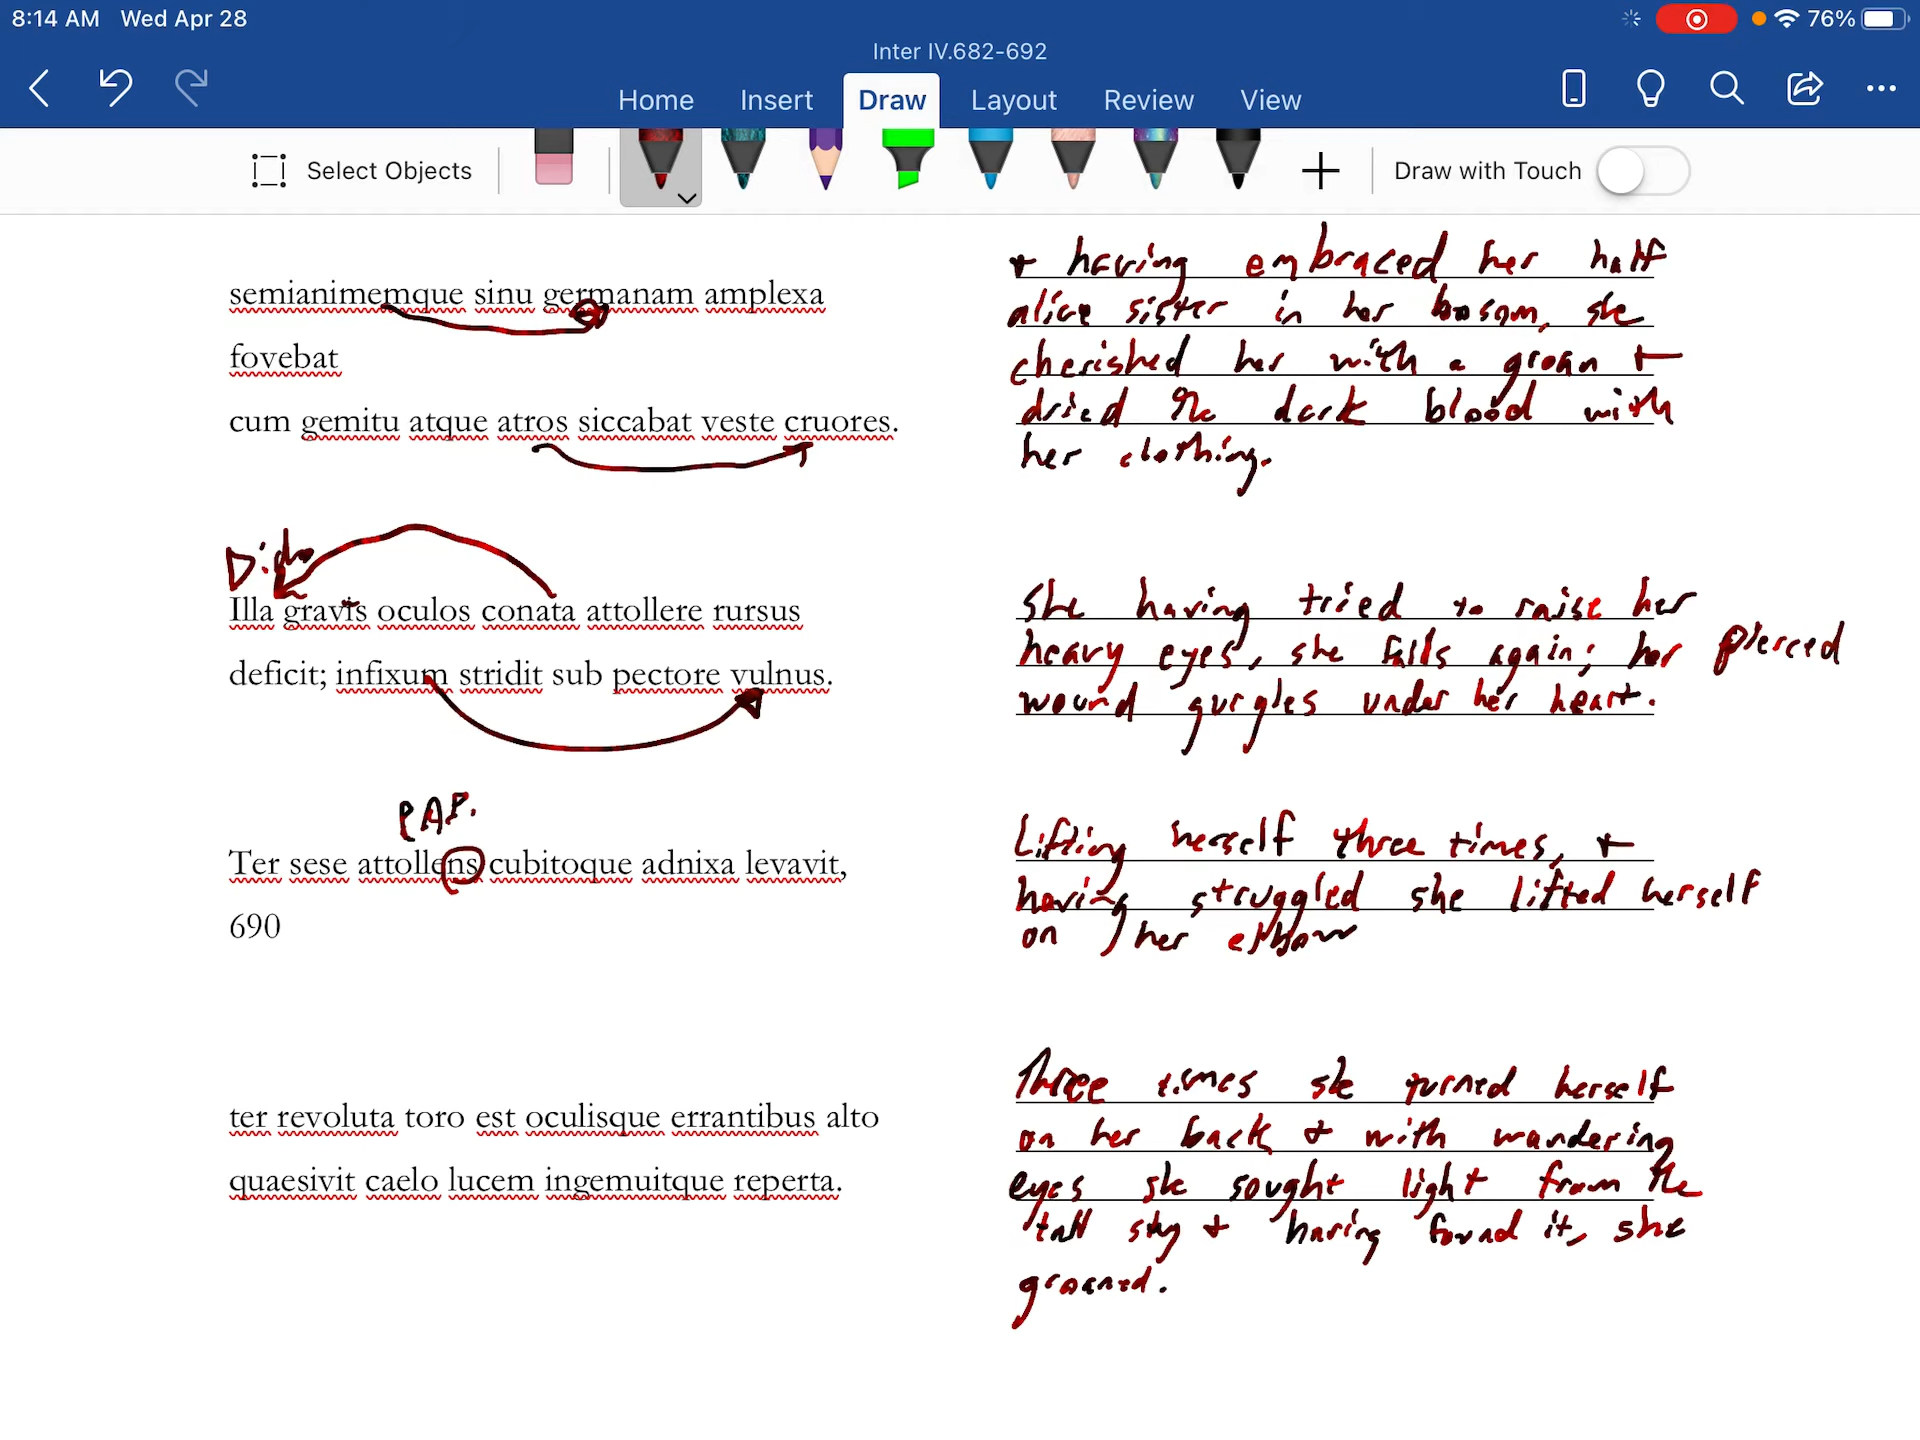 8:14 AM Wed Apr 28
76%
Inter IV.682-692
Home Insert Draw Layout Review View
Select Objects
Draw with Touch
semianimemque sinu germanam amplexa
fovebat
cum gemitu atque atros siccabat veste cruores.
+ having embraced her half
alive sister in her bosom, she
cherished her with a groan +
dried the dark blood with
her clothing.
Dido
Illa gravis oculos conata attollere rursus
deficit; infixum stridit sub pectore vulnus.
She having tried to raise her
heavy eyes, she falls again; her pierced
wound gurgles under her heart.
PAP.
Ter sese attollens cubitoque adnixa levavit,
690
Lifting herself three times, +
having struggled she lifted herself
on her elbow
ter revoluta toro est oculisque errantibus alto
quaesivit caelo lucem ingemuitque reperta.
Three times she turned herself
on her back + with wandering
eyes she sought light from the
tall sky + having found it, she
groaned.